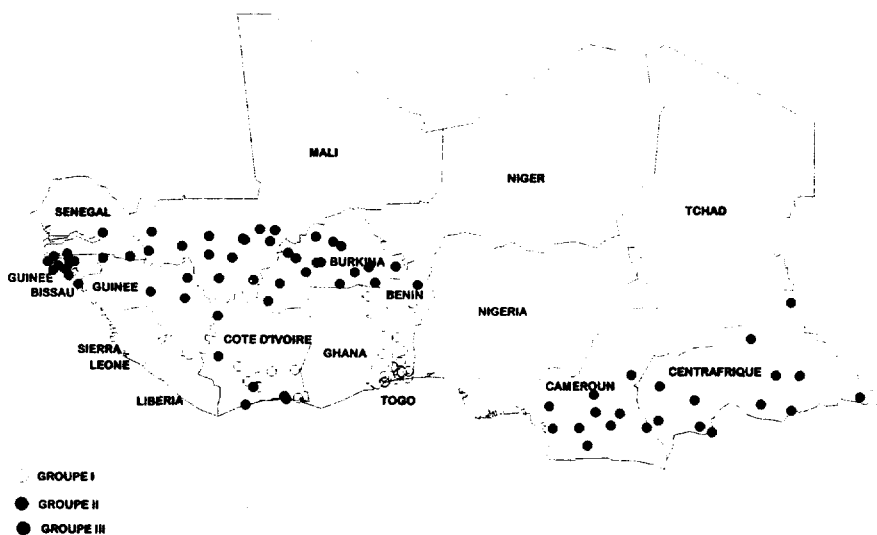 MALI
NIGER
SENEGAL
TCHAD
BURKINA
GUINEE
BISSAU
GUINEE
BENIN
NIGERIA
COTE D'IVOIRE
SIERRA
LEONE
GHANA
CAMEROUN
CENTRAFRIQUE
LIBERIA
TOGO
GROUPE I
GROUPE II
GROUPE III